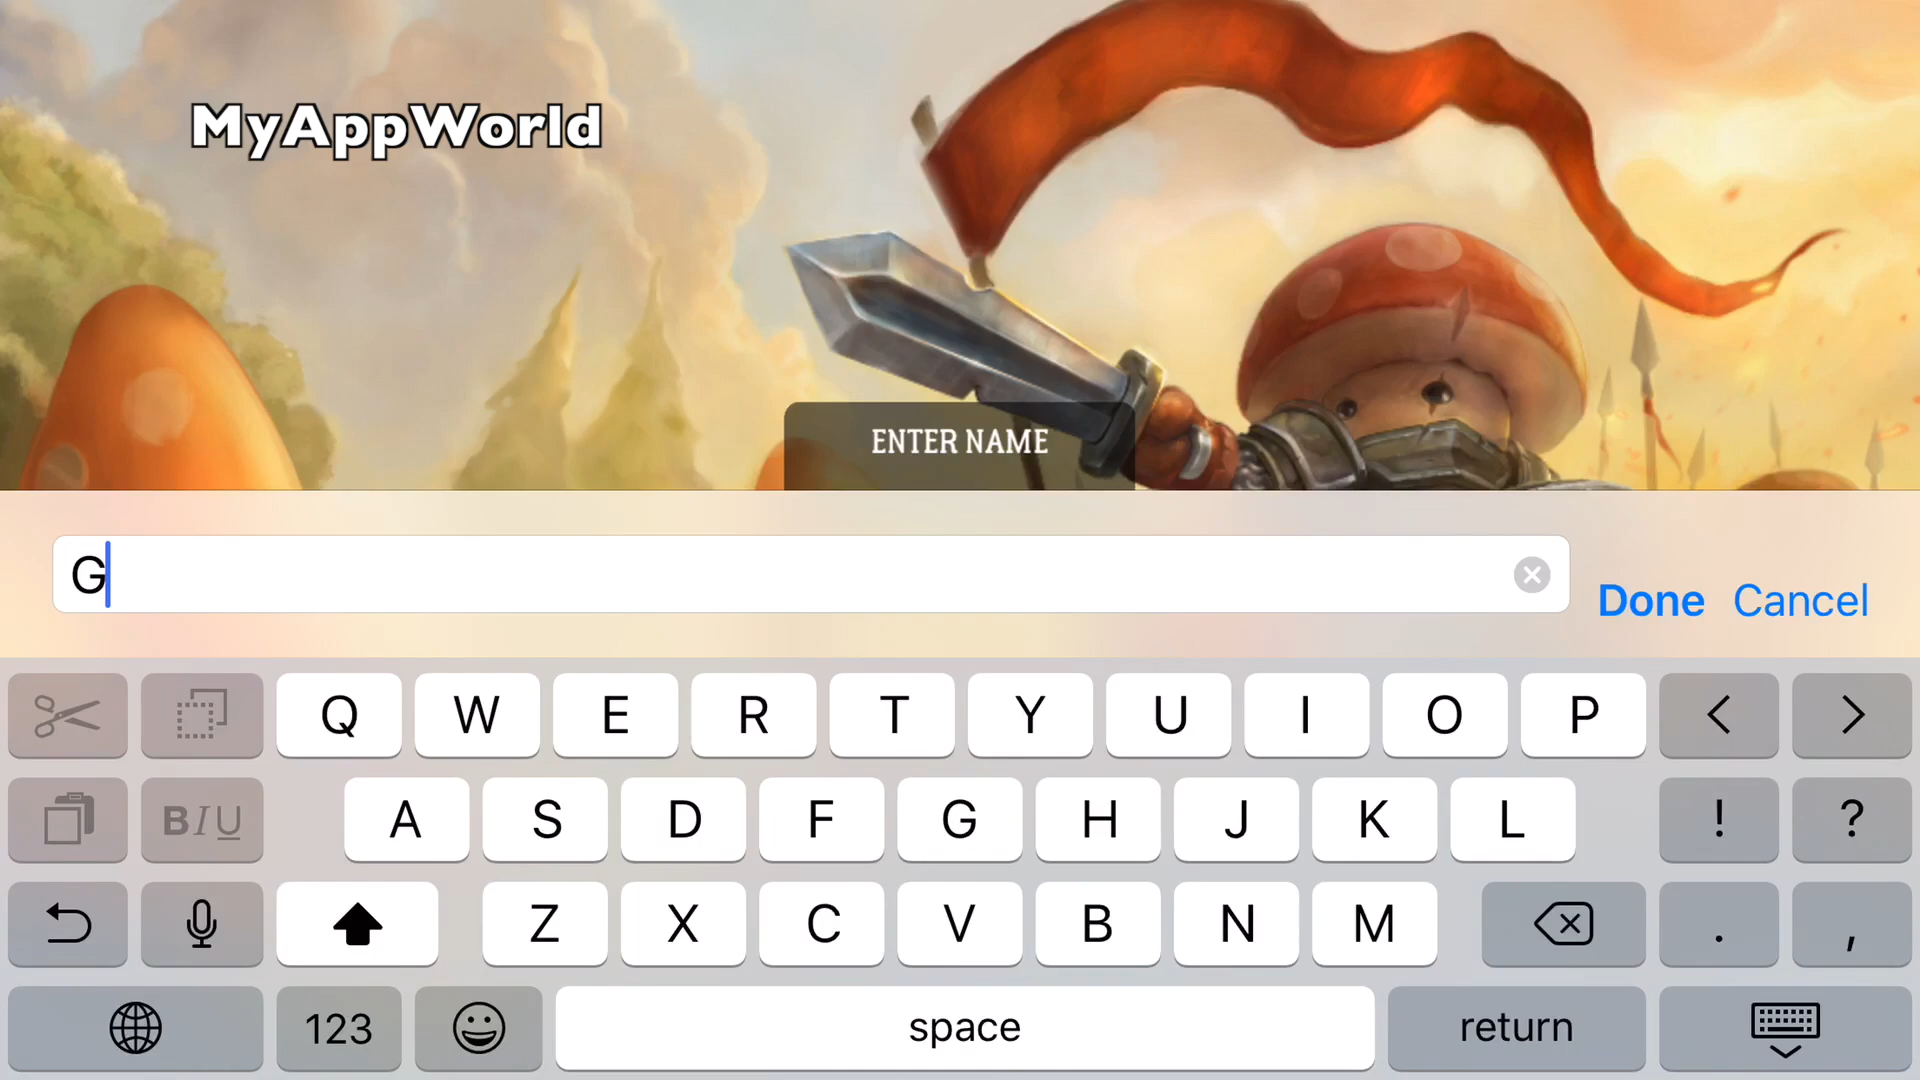 MyAppWorld
ENTER NAME
G
Done Cancel
Q W E R T Y U I O P < >
BIU A S D F G H J K L ! ?
Z X C V B N M . ,
123 space return